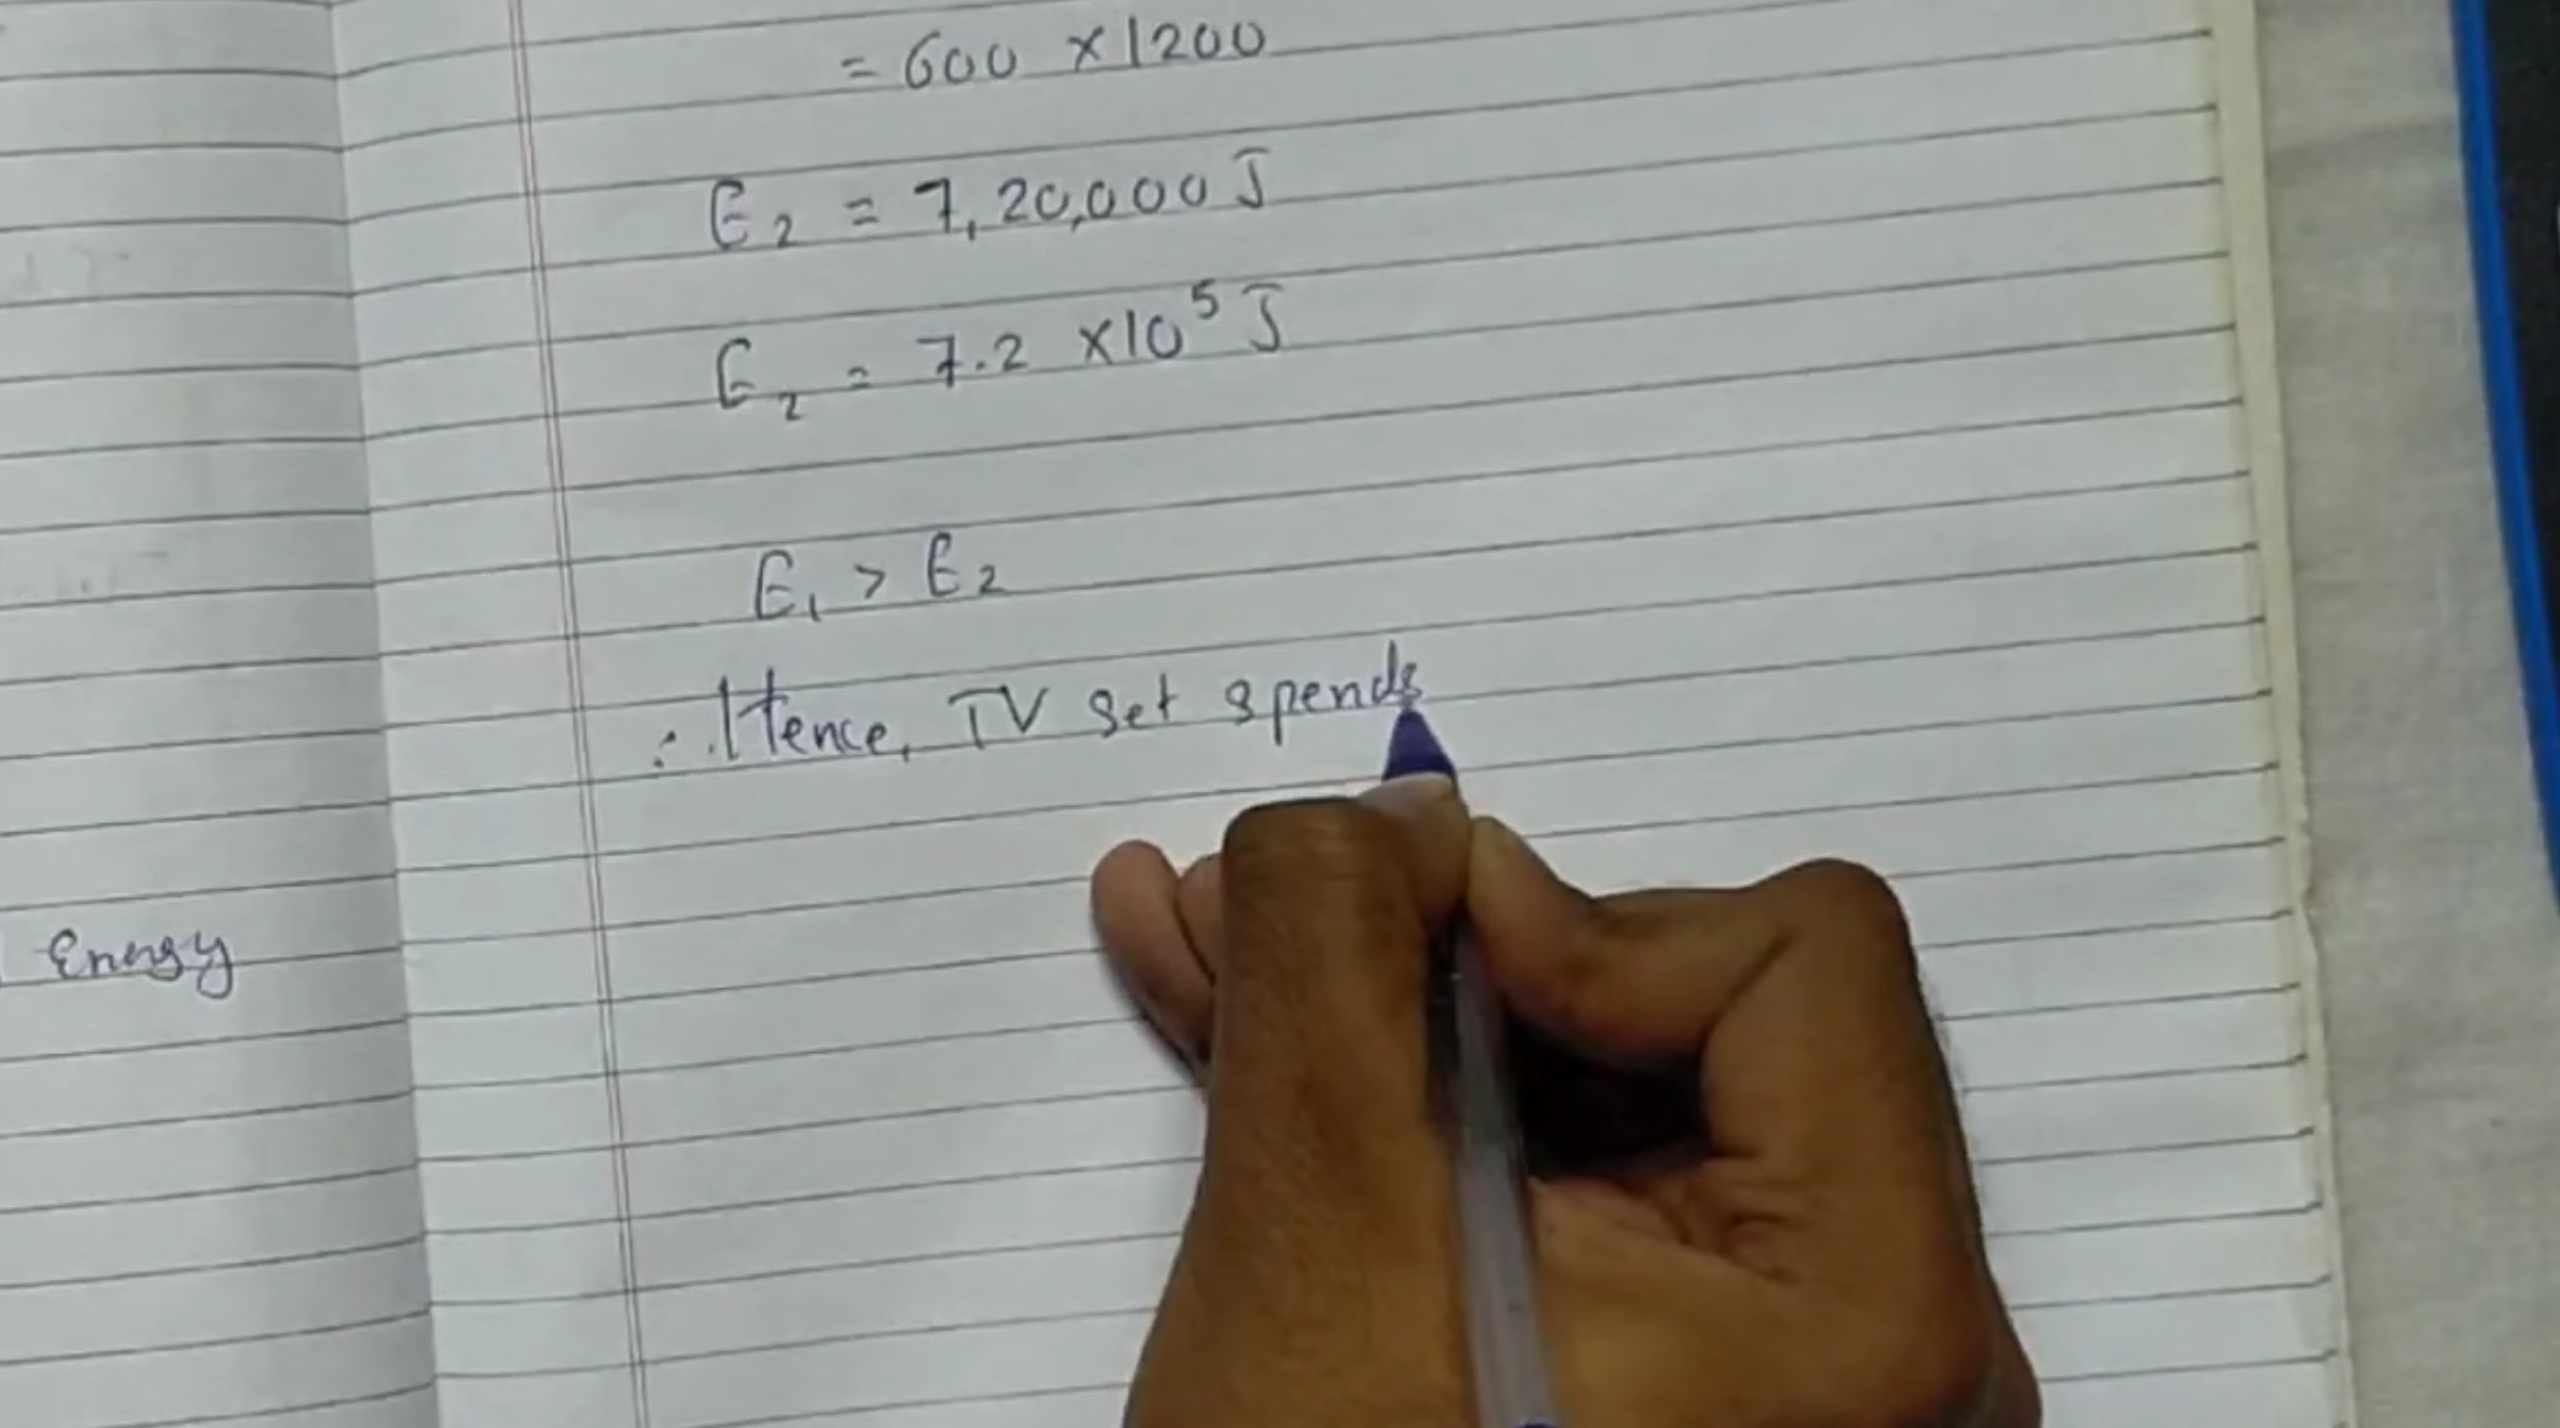 = 600 × 1200
E₂ = 7,20,000 J
E₂ = 7.2 × 10⁵ J
E₁ > E₂
∴ Hence, TV set spends
Energy